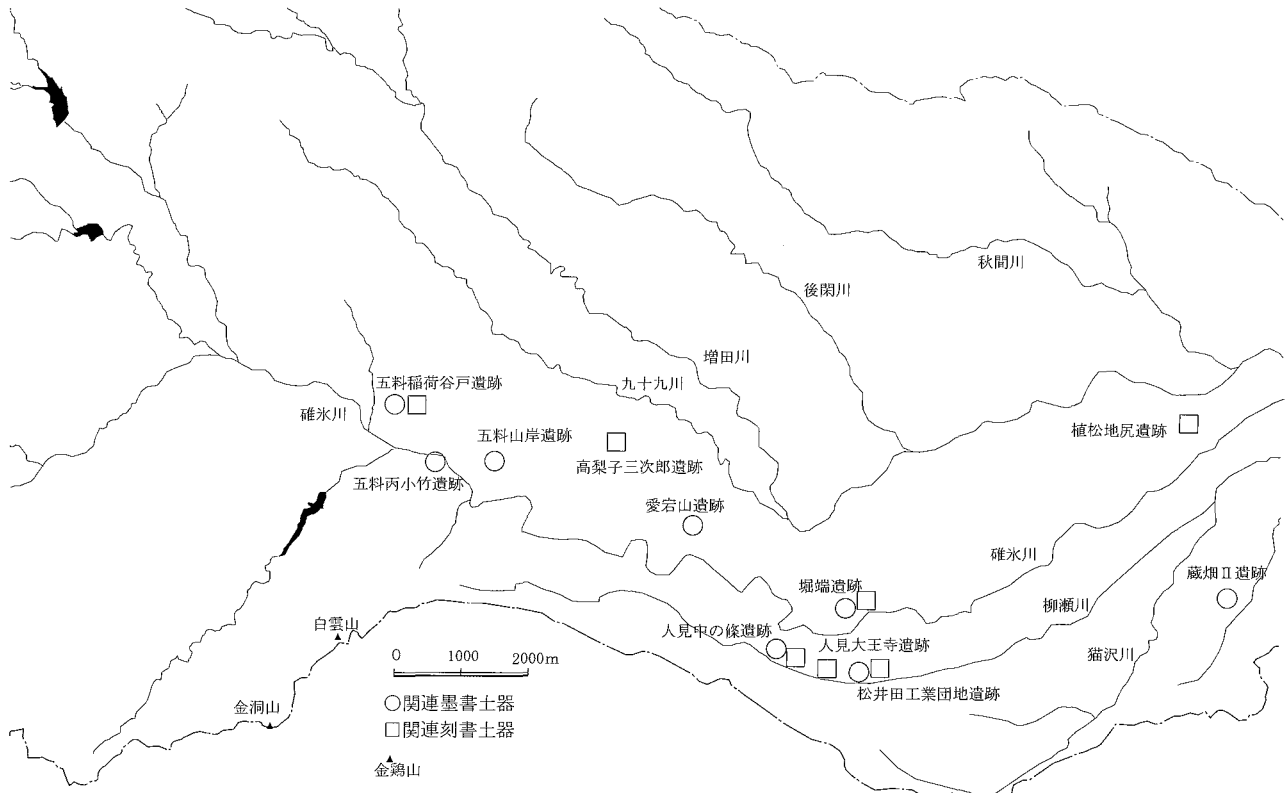 秋間川
後閑川
増田川
九十九川
五料稲荷谷戸遺跡
碓氷川
五料山岸遺跡
高梨子三次郎遺跡
植松地尻遺跡
五料丙小竹遺跡
愛宕山遺跡
碓氷川
堀端遺跡
蔵畑Ⅱ遺跡
柳瀬川
人見中の條遺跡
人見大王寺遺跡
猫沢川
松井田工業団地遺跡
白雲山
金洞山
金鶏山
0 1000 2000m
○関連墨書土器
□関連刻書土器